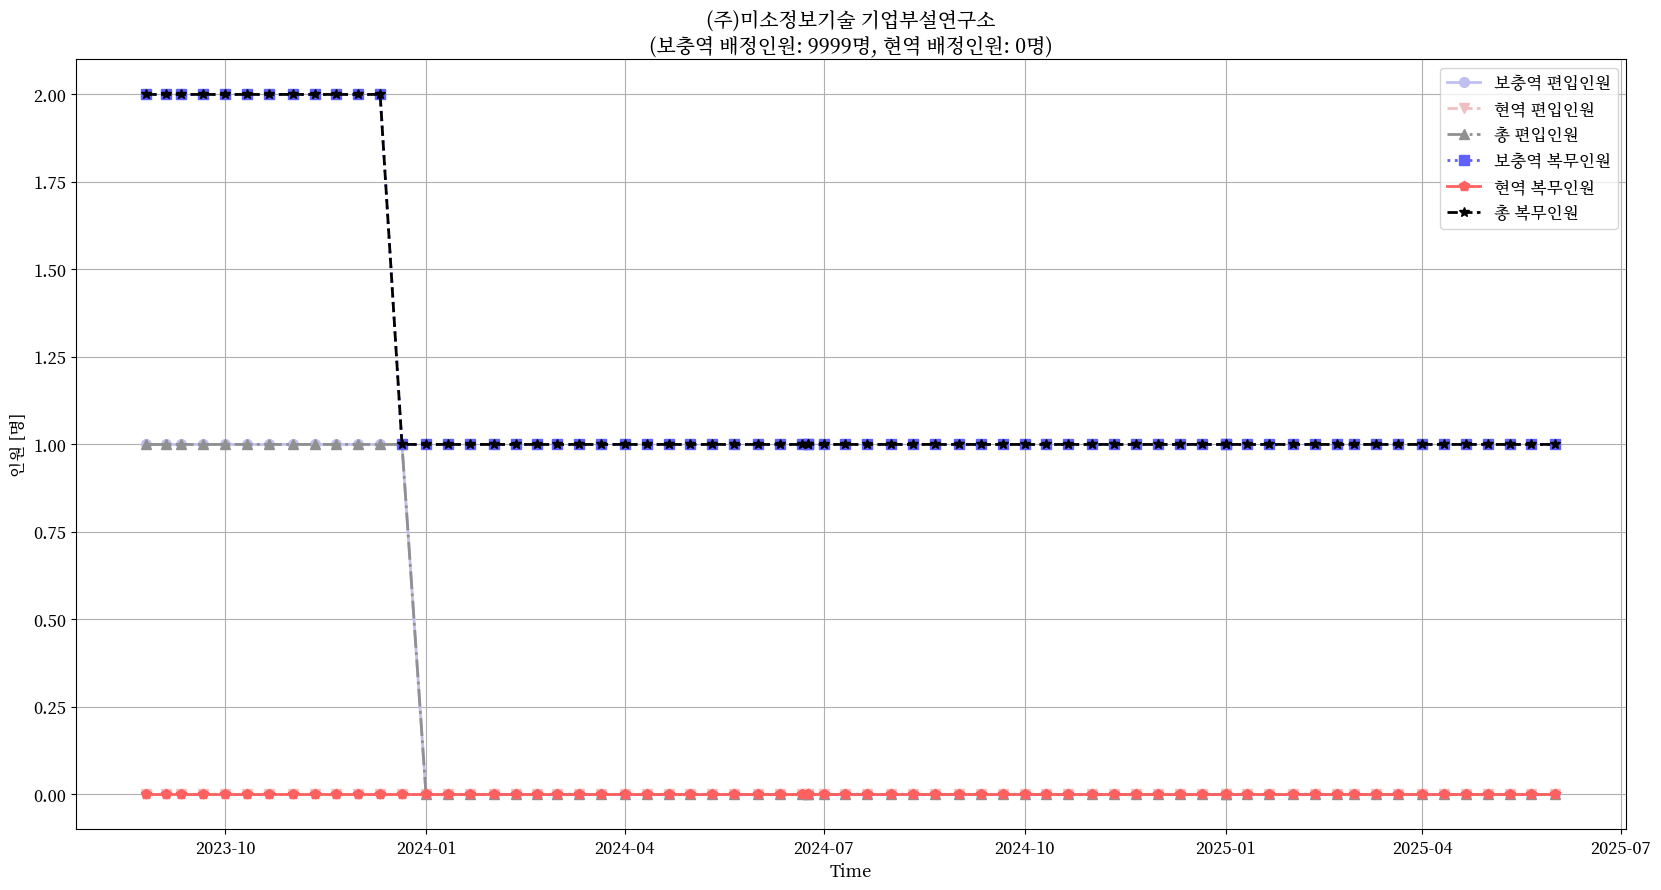 (주)미소정보기술 기업부설연구소
(보충역 배정인원: 9999명, 현역 배정인원: 0명)
보충역 편입인원
현역 편입인원
총 편입인원
보충역 복무인원
현역 복무인원
총 복무인원
2.00
1.75
1.50
1.25
1.00
0.75
0.50
0.25
0.00
인원 [명]
2023-10
2024-01
2024-04
2024-07
2024-10
2025-01
2025-04
2025-07
Time